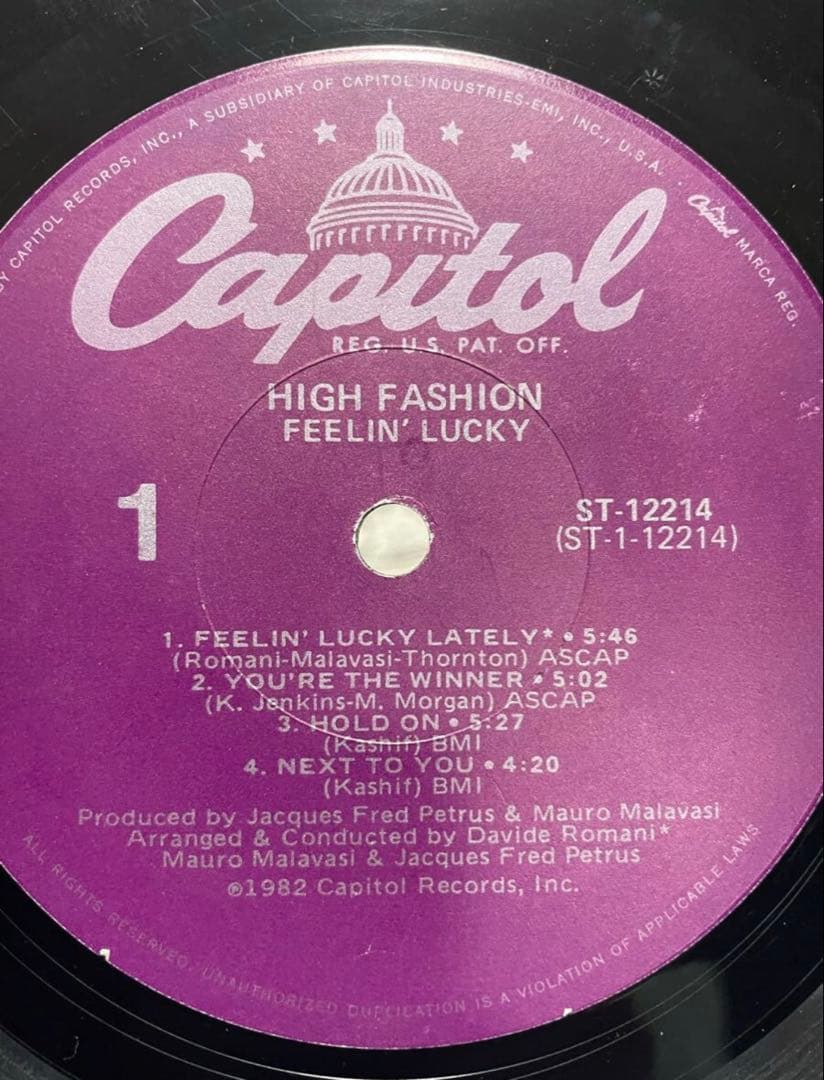 BY CAPITOL RECORDS, INC., A SUBSIDIARY OF CAPITOL INDUSTRIES-EMI, INC., U.S.A. · Capitol MARCA REG.
Capitol
REG. U.S. PAT. OFF.
HIGH FASHION
FEELIN' LUCKY
1
ST-12214
(ST-1-12214)
1. FEELIN' LUCKY LATELY* • 5:46
(Romani-Malavasi-Thornton) ASCAP
2. YOU'RE THE WINNER • 5:02
(K. Jenkins-M. Morgan) ASCAP
3. HOLD ON • 5:27
(Kashif) BMI
4. NEXT TO YOU • 4:20
(Kashif) BMI
Produced by Jacques Fred Petrus & Mauro Malavasi
Arranged & Conducted by Davide Romani*
Mauro Malavasi & Jacques Fred Petrus
℗1982 Capitol Records, Inc.
ALL RIGHTS RESERVED. UNAUTHORIZED DUPLICATION IS A VIOLATION OF APPLICABLE LAWS